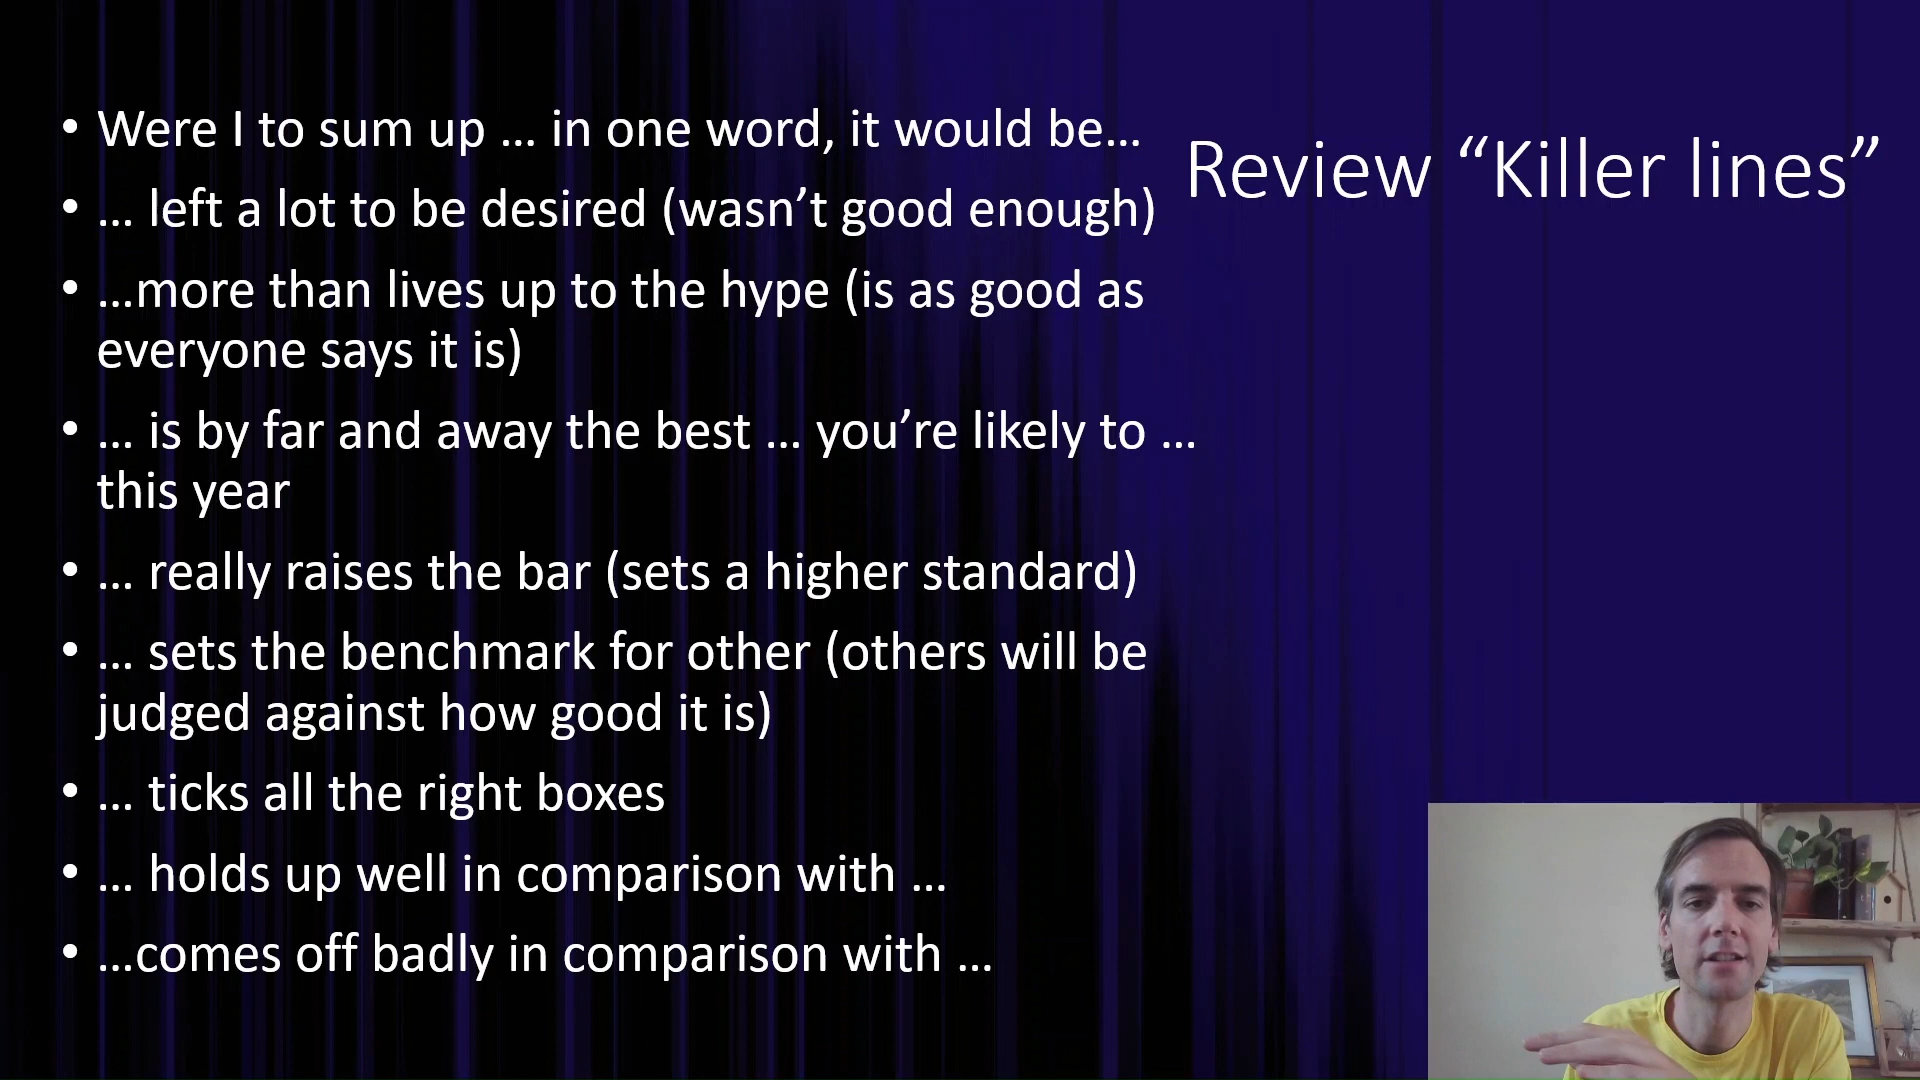 Review “Killer lines”
• Were I to sum up … in one word, it would be…
• … left a lot to be desired (wasn’t good enough)
• …more than lives up to the hype (is as good as
everyone says it is)
• … is by far and away the best … you’re likely to …
this year
• … really raises the bar (sets a higher standard)
• … sets the benchmark for other (others will be
judged against how good it is)
• … ticks all the right boxes
• … holds up well in comparison with …
• …comes off badly in comparison with …